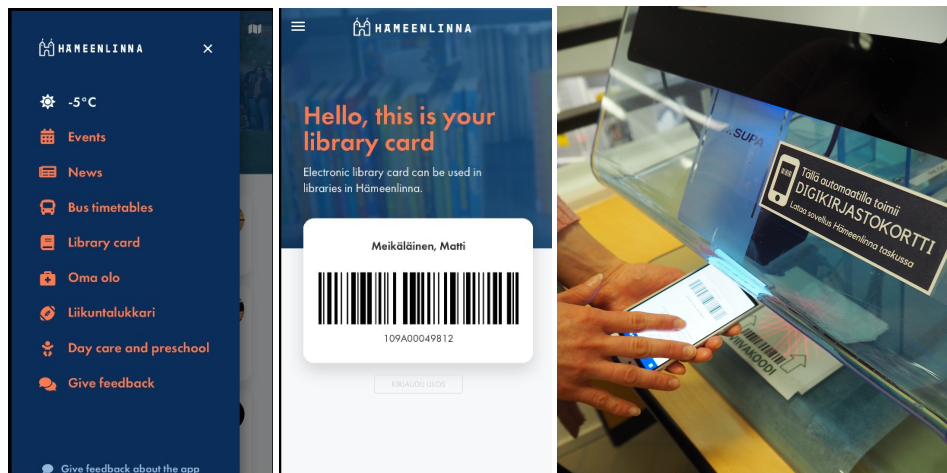 HÄMEENLINNA
-5°C
Events
News
Bus timetables
Library card
Oma olo
Liikuntalukkari
Day care and preschool
Give feedback
Give feedback about the app
HÄMEENLINNA
Hello, this is your
library card
Electronic library card can be used in
libraries in Hämeenlinna.
Meikäläinen, Matti
109A00049812
KIRJAUDU ULOS
...SUPA
Tällä automaatilla toimii
DIGIKIRJASTOKORTTI
Lataa sovellus Hämeenlinna taskussa
VIIVAKOODI